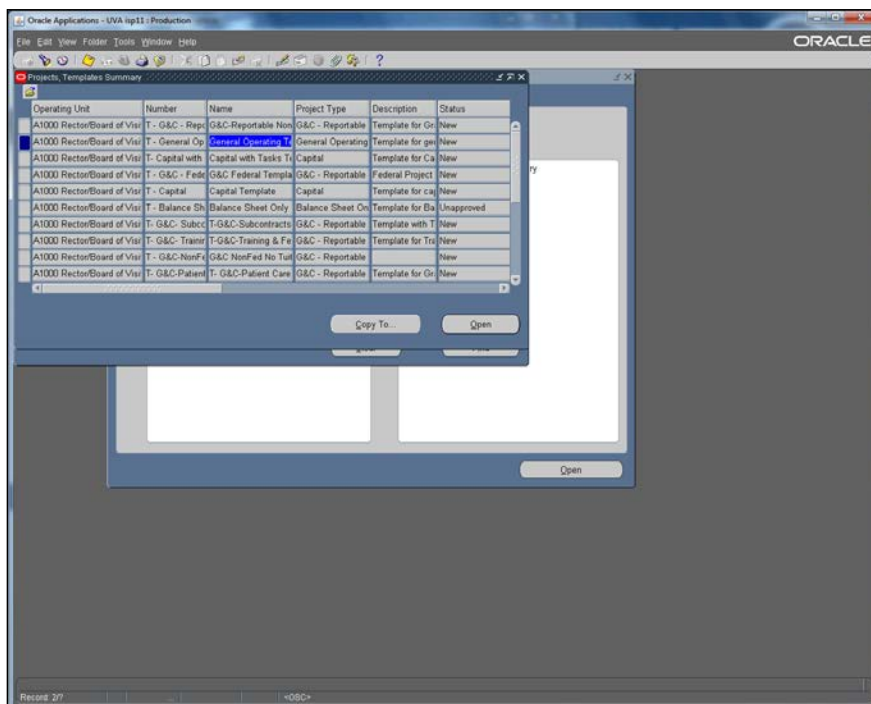 Oracle Applications - UVA isp11 : Production
File Edit View Folder Tools Window Help
ORACLE
Projects, Templates Summary
Operating Unit Number Name Project Type Description Status
A1000 Rector/Board of Visi T - G&C - Repo G&C-Reportable Non G&C - Reportable Template for Gr New
A1000 Rector/Board of Visi T - General Op General Operating Te General Operating Template for gen New
A1000 Rector/Board of Visi T- Capital with Capital with Tasks Te Capital Template for Ca New
A1000 Rector/Board of Visi T - G&C - Fede G&C Federal Templa G&C - Reportable Federal Project New
A1000 Rector/Board of Visi T - Capital Capital Template Capital Template for cap New
A1000 Rector/Board of Visi T - Balance Sh Balance Sheet Only Balance Sheet On Template for Ba Unapproved
A1000 Rector/Board of Visi T- G&C- Subcc T-G&C-Subcontracts G&C - Reportable Template with T New
A1000 Rector/Board of Visi T- G&C- Trainin T-G&C-Training & Fe G&C - Reportable Template for Tra New
A1000 Rector/Board of Visi T - G&C-NonFe G&C NonFed No Tuit G&C - Reportable New
A1000 Rector/Board of Visi T- G&C-Patient T- G&C-Patient Care G&C - Reportable Template for Gr New
ry
Copy To... Open
Open
Record: 2/? ... <OSC>